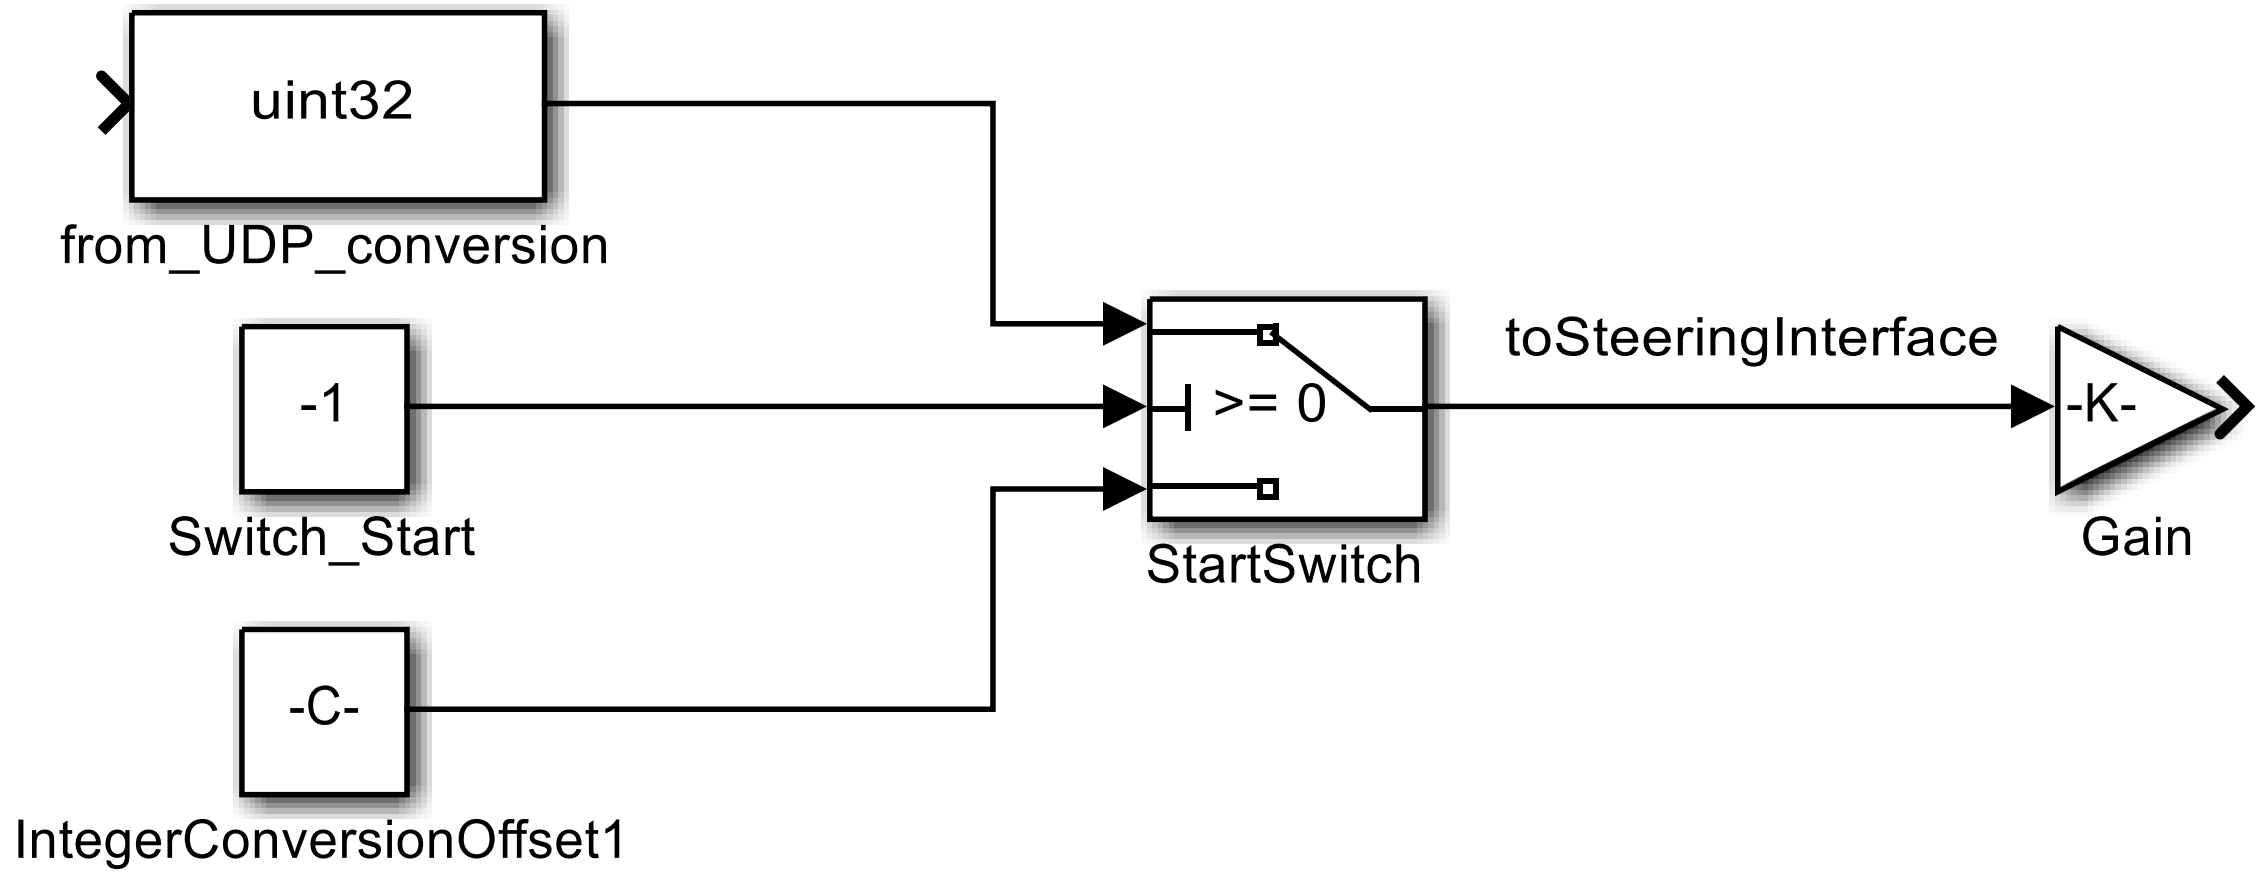 uint32
from_UDP_conversion
-1
Switch_Start
-C-
IntegerConversionOffset1
>= 0
StartSwitch
toSteeringInterface
-K-
Gain